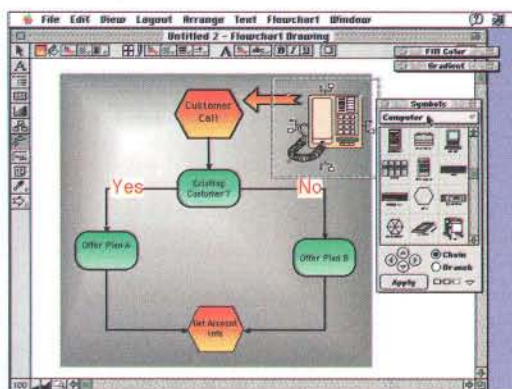 File Edit View Layout Arrange Text Flowchart Window
Untitled 2 – Flowchart Drawing
A B I U
Fill Color
Gradient
Symbols
Computer
Customer
Call
Existing
Customer?
Yes
No
Offer Plan A
Offer Plan B
Get Account
Info
Chain
Branch
Apply
100